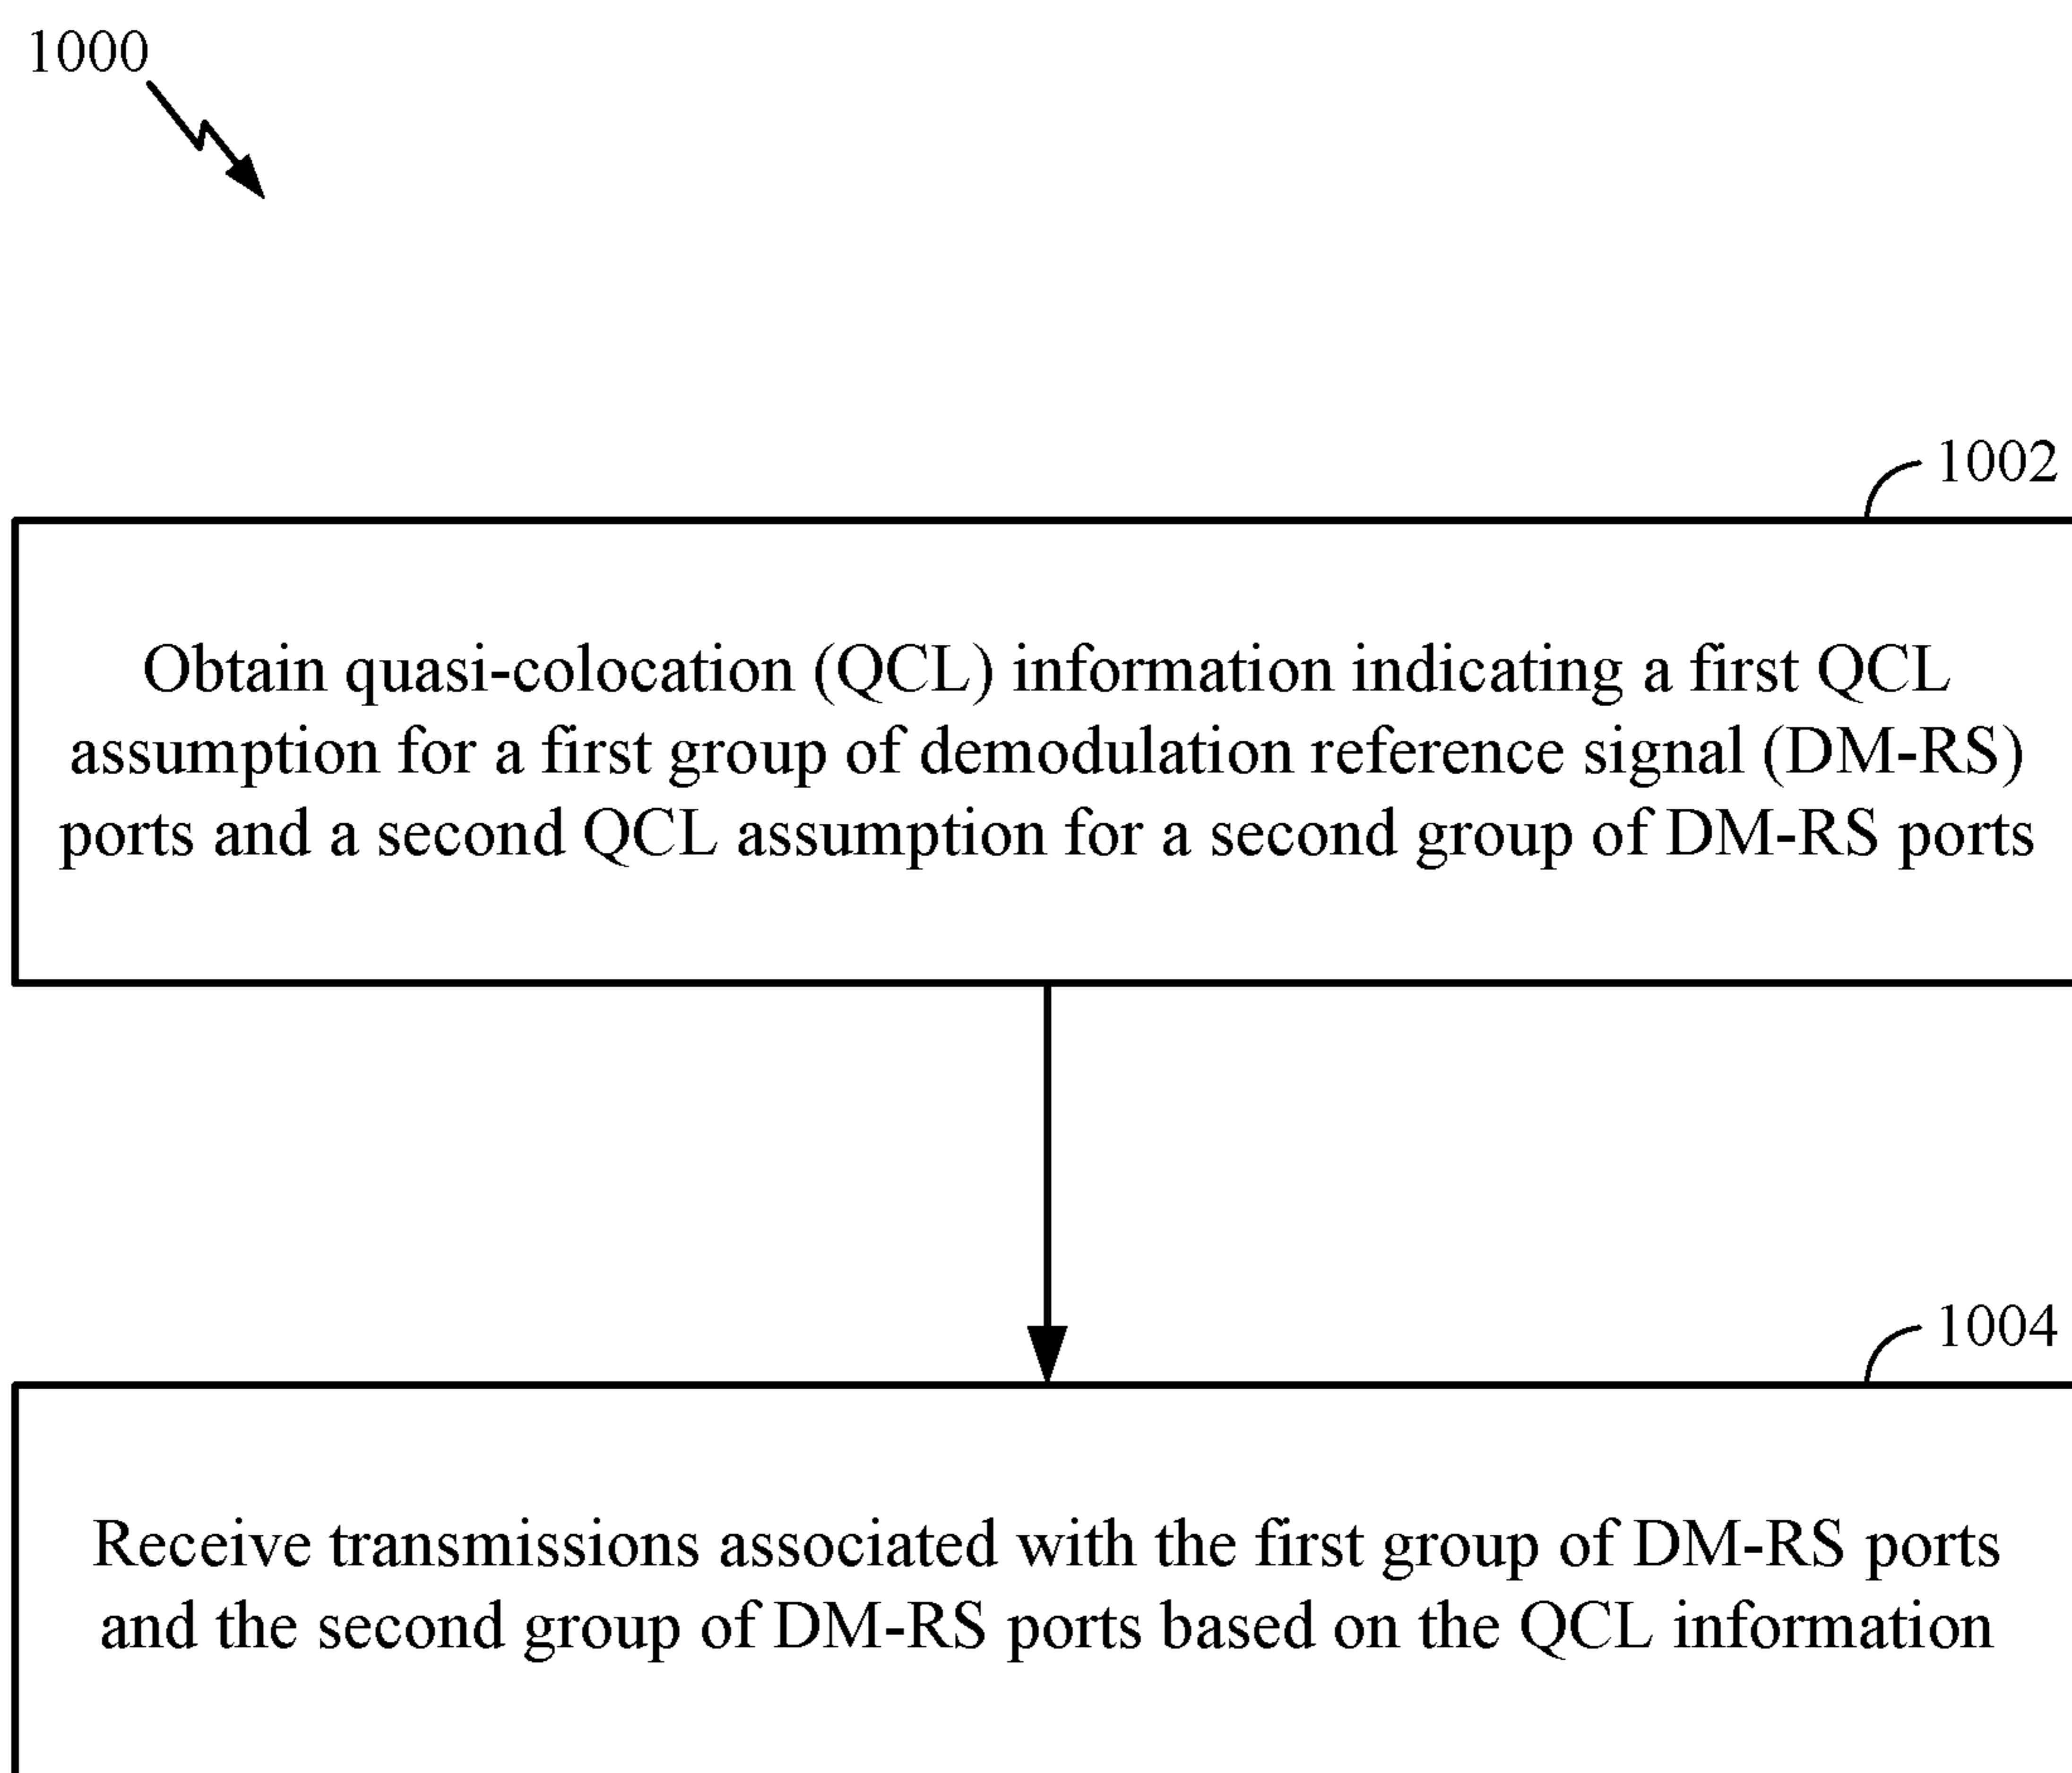 1000
1002
Obtain quasi-colocation (QCL) information indicating a first QCL
assumption for a first group of demodulation reference signal (DM-RS)
ports and a second QCL assumption for a second group of DM-RS ports
1004
Receive transmissions associated with the first group of DM-RS ports
and the second group of DM-RS ports based on the QCL information